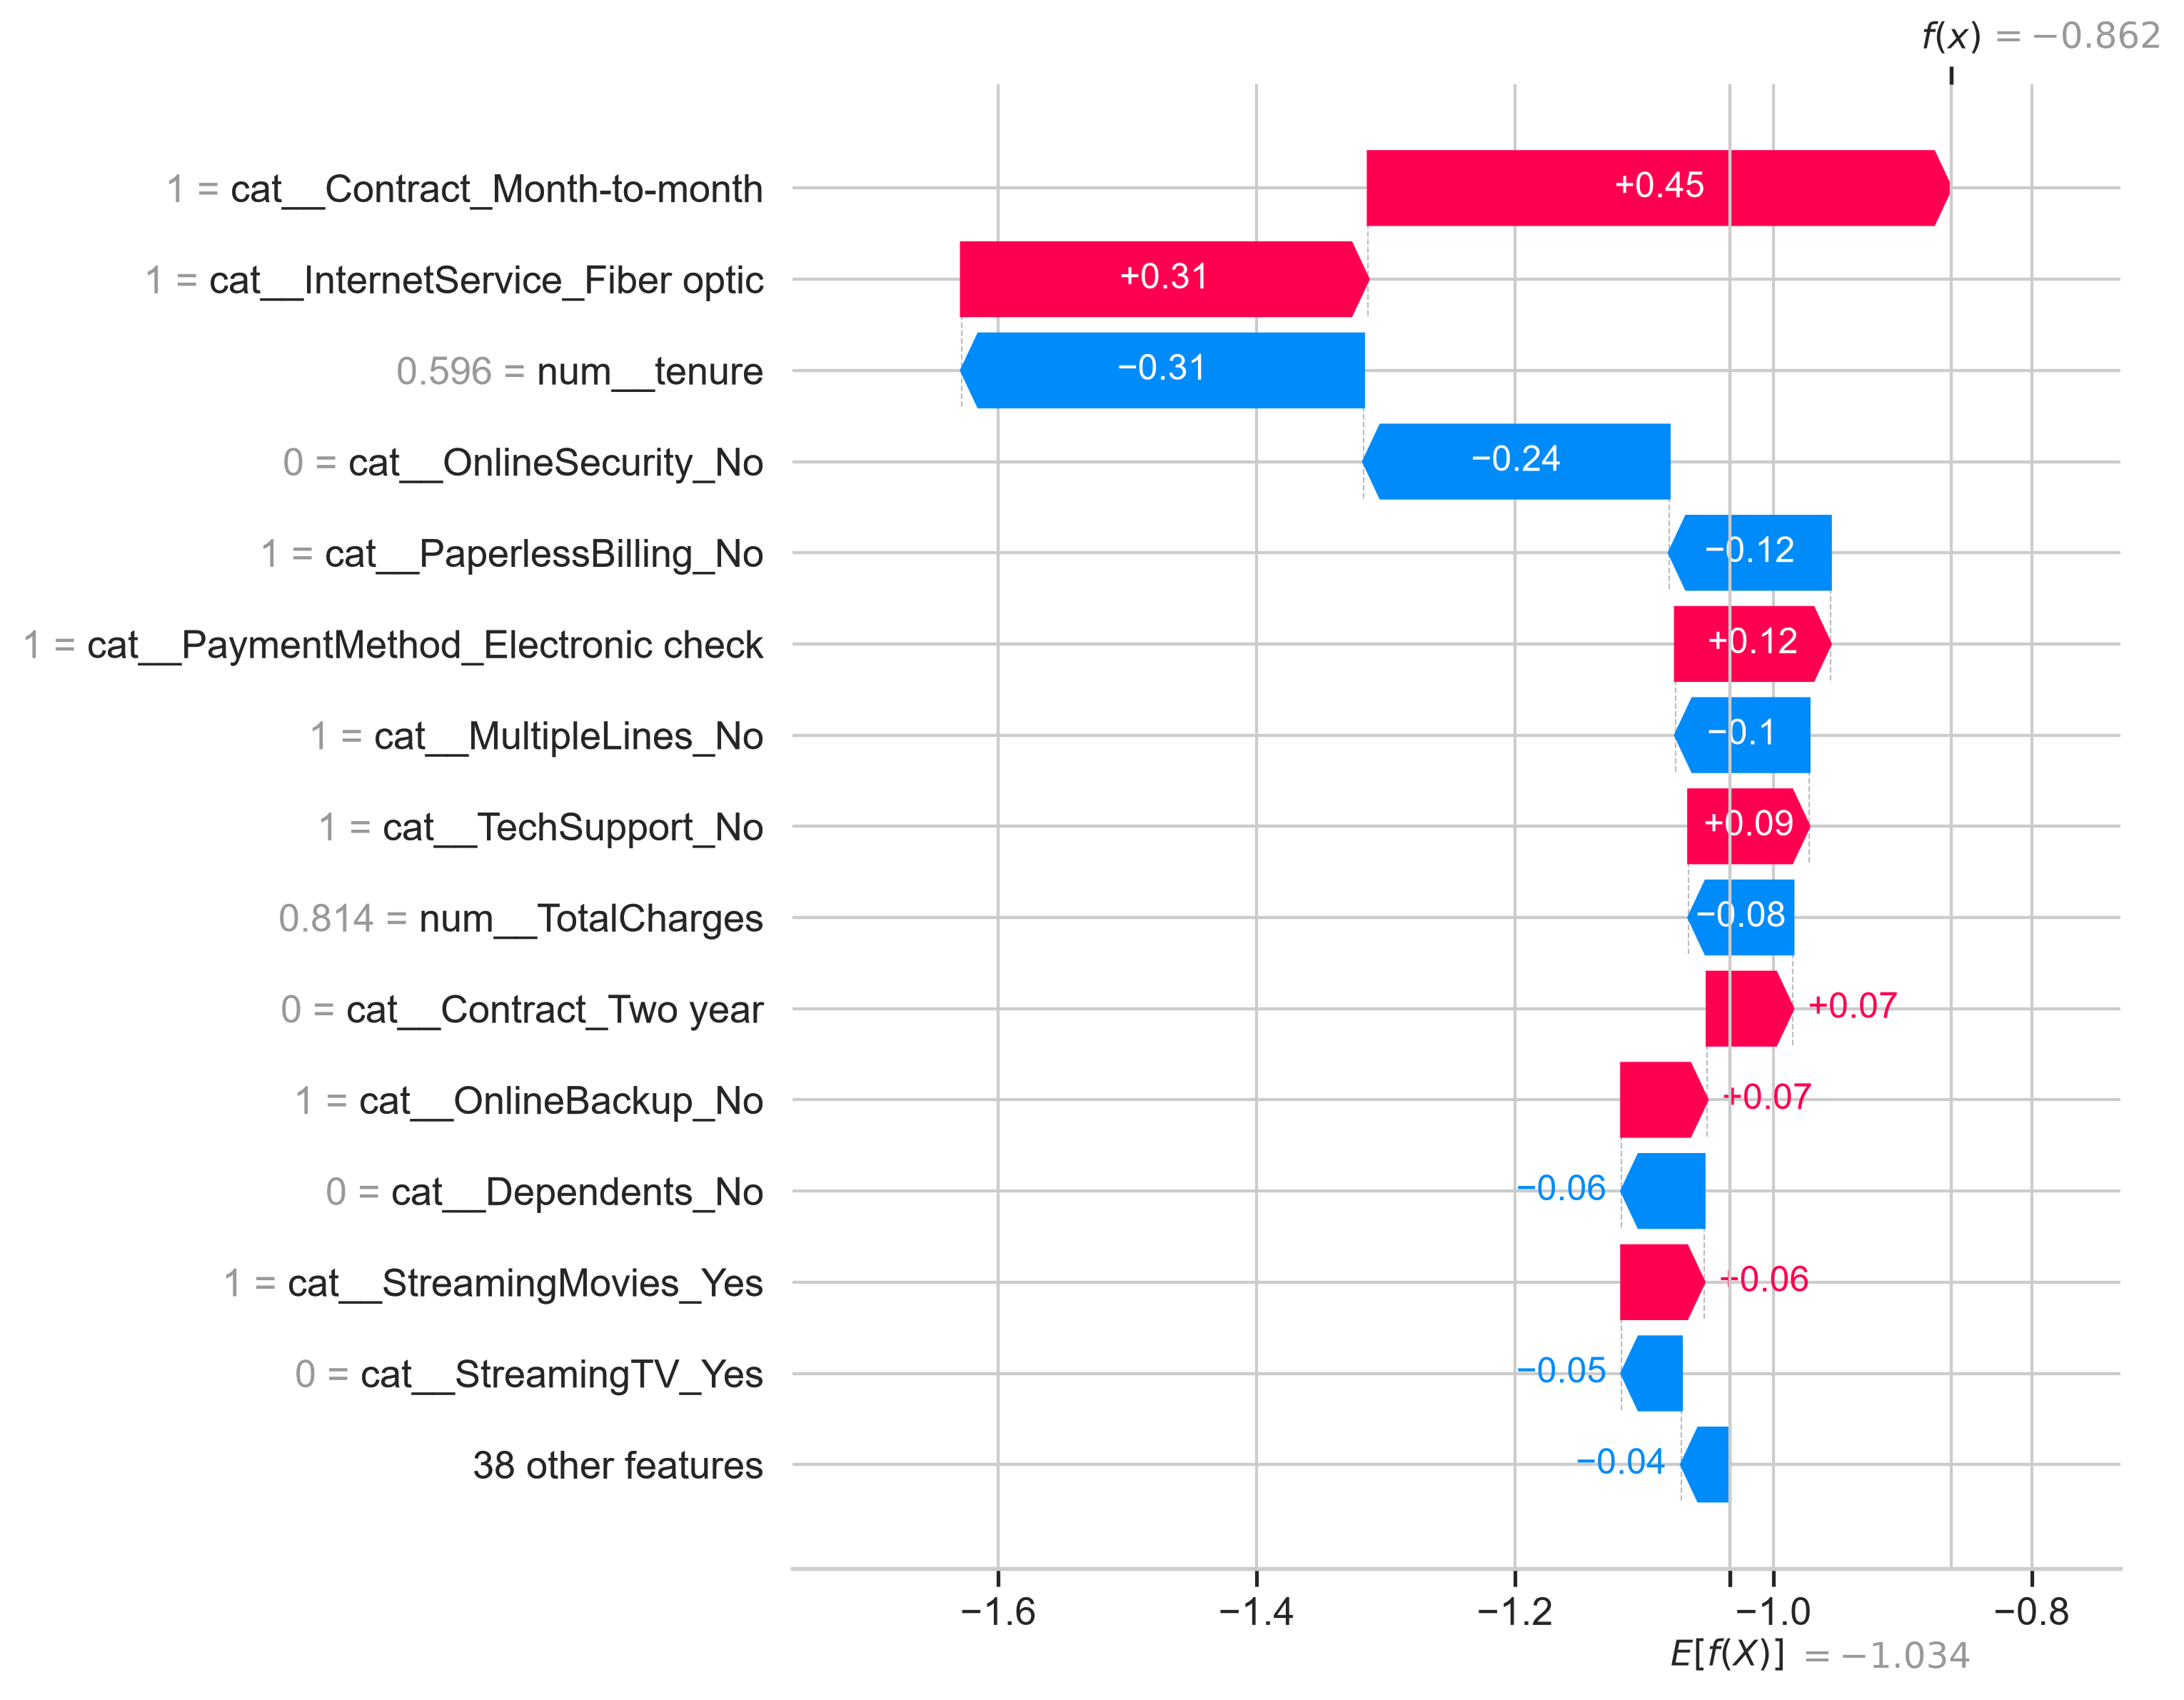 f(x) = −0.862
1 = cat__Contract_Month-to-month +0.45
1 = cat__InternetService_Fiber optic +0.31
0.596 = num__tenure −0.31
0 = cat__OnlineSecurity_No −0.24
1 = cat__PaperlessBilling_No −0.12
1 = cat__PaymentMethod_Electronic check +0.12
1 = cat__MultipleLines_No −0.1
1 = cat__TechSupport_No +0.09
0.814 = num__TotalCharges −0.08
0 = cat__Contract_Two year +0.07
1 = cat__OnlineBackup_No +0.07
0 = cat__Dependents_No −0.06
1 = cat__StreamingMovies_Yes +0.06
0 = cat__StreamingTV_Yes −0.05
38 other features −0.04
−1.6 −1.4 −1.2 −1.0 −0.8
E[f(X)] = −1.034